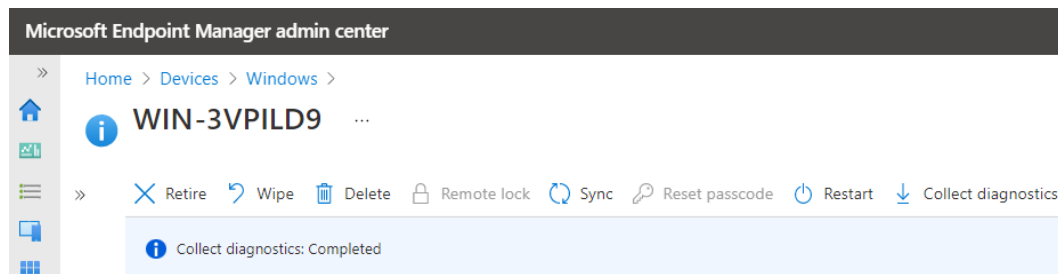 Microsoft Endpoint Manager admin center
Home > Devices > Windows >
WIN-3VPILD9 ...
Retire Wipe Delete Remote lock Sync Reset passcode Restart Collect diagnostics
Collect diagnostics: Completed